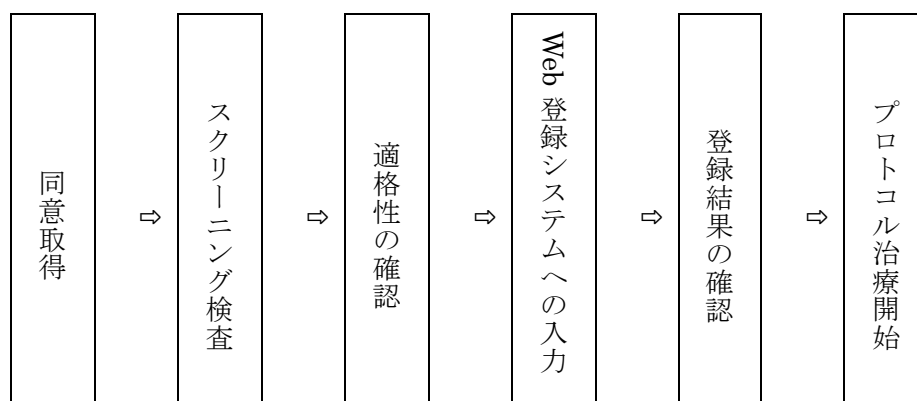 同意取得
⇨
スクリーニング検査
⇨
適格性の確認
⇨
Web 登録システムへの入力
⇨
登録結果の確認
⇨
プロトコル治療開始